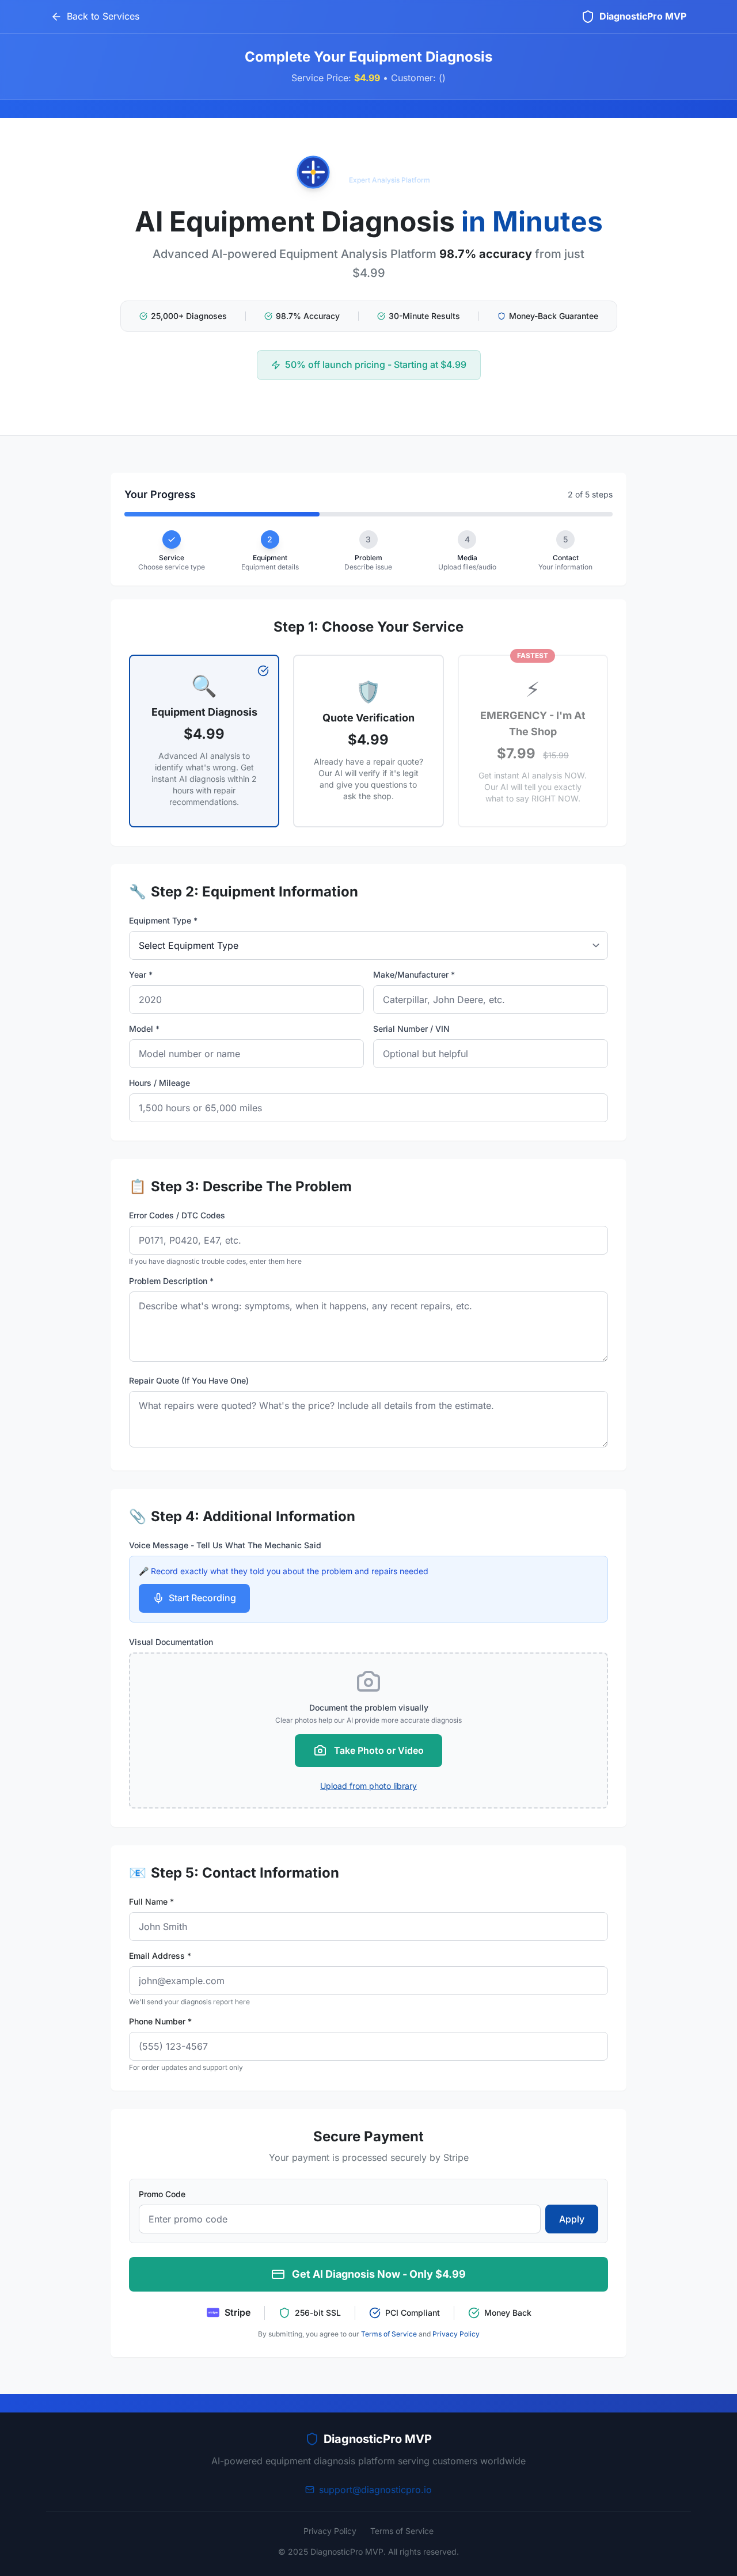 Back to Services
DiagnosticPro MVP
Complete Your Equipment Diagnosis
Service Price: $4.99 • Customer: ()
Expert Analysis Platform
AI Equipment Diagnosis in Minutes
Advanced AI-powered Equipment Analysis Platform 98.7% accuracy from just
$4.99
25,000+ Diagnoses
98.7% Accuracy
30-Minute Results
Money-Back Guarantee
50% off launch pricing - Starting at $4.99
Your Progress
2 of 5 steps
Service
Choose service type
2
Equipment
Equipment details
3
Problem
Describe issue
4
Media
Upload files/audio
5
Contact
Your information
Step 1: Choose Your Service
Equipment Diagnosis
$4.99
Advanced AI analysis to
identify what's wrong. Get
instant AI diagnosis within 2
hours with repair
recommendations.
Quote Verification
$4.99
Already have a repair quote?
Our AI will verify if it's legit
and give you questions to
ask the shop.
FASTEST
EMERGENCY - I'm At
The Shop
$7.99 $15.99
Get instant AI analysis NOW.
Our AI will tell you exactly
what to say RIGHT NOW.
Step 2: Equipment Information
Equipment Type *
Select Equipment Type
Year *
2020
Make/Manufacturer *
Caterpillar, John Deere, etc.
Model *
Model number or name
Serial Number / VIN
Optional but helpful
Hours / Mileage
1,500 hours or 65,000 miles
Step 3: Describe The Problem
Error Codes / DTC Codes
P0171, P0420, E47, etc.
If you have diagnostic trouble codes, enter them here
Problem Description *
Describe what's wrong: symptoms, when it happens, any recent repairs, etc.
Repair Quote (If You Have One)
What repairs were quoted? What's the price? Include all details from the estimate.
Step 4: Additional Information
Voice Message - Tell Us What The Mechanic Said
Record exactly what they told you about the problem and repairs needed
Start Recording
Visual Documentation
Document the problem visually
Clear photos help our AI provide more accurate diagnosis
Take Photo or Video
Upload from photo library
Step 5: Contact Information
Full Name *
John Smith
Email Address *
john@example.com
We'll send your diagnosis report here
Phone Number *
(555) 123-4567
For order updates and support only
Secure Payment
Your payment is processed securely by Stripe
Promo Code
Enter promo code
Apply
Get AI Diagnosis Now - Only $4.99
Stripe
256-bit SSL
PCI Compliant
Money Back
By submitting, you agree to our Terms of Service and Privacy Policy
DiagnosticPro MVP
AI-powered equipment diagnosis platform serving customers worldwide
support@diagnosticpro.io
Privacy Policy
Terms of Service
© 2025 DiagnosticPro MVP. All rights reserved.